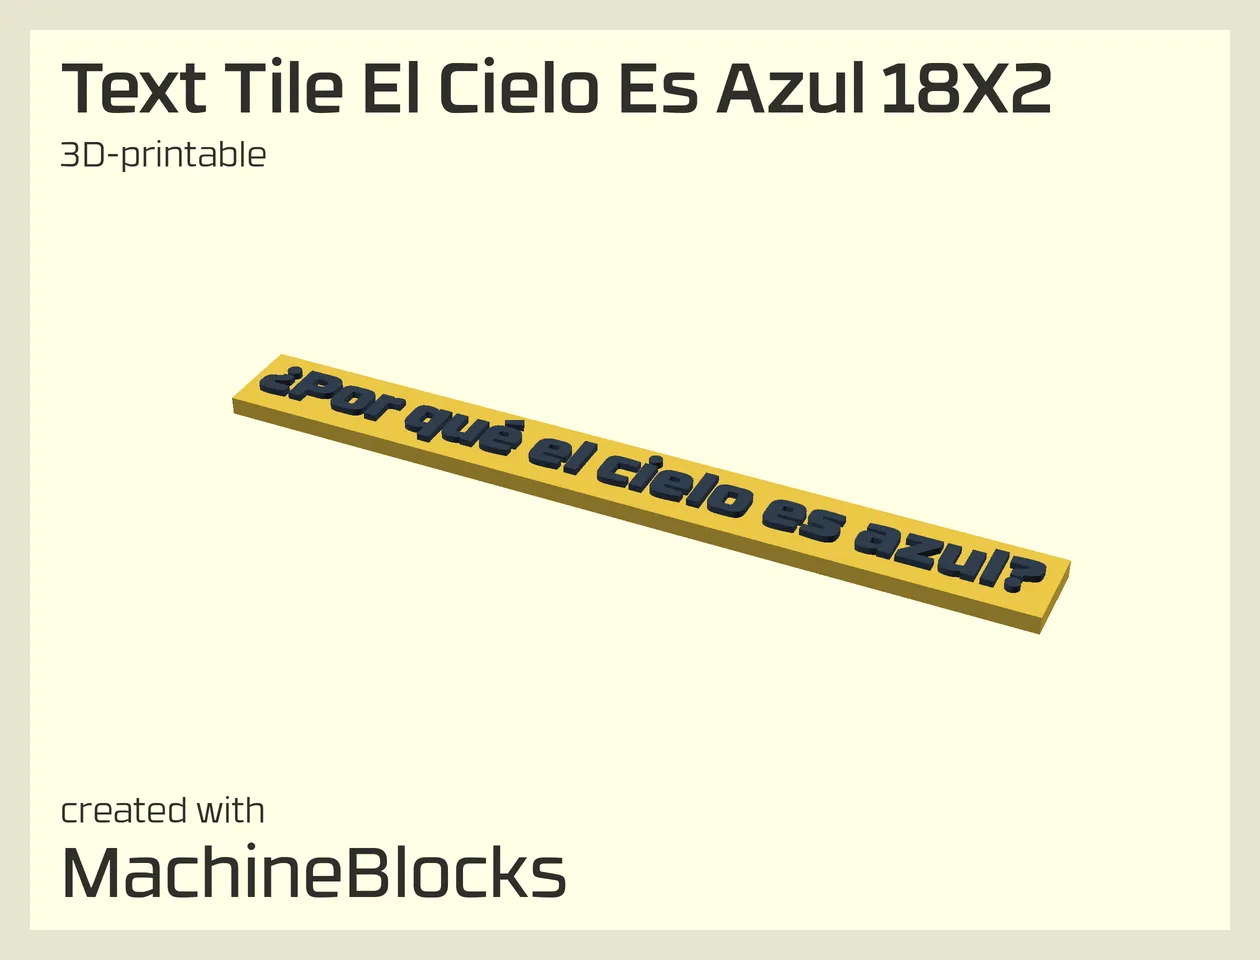 Text Tile El Cielo Es Azul 18X2
3D-printable
¿Por qué el cielo es azul?
created with
MachineBlocks